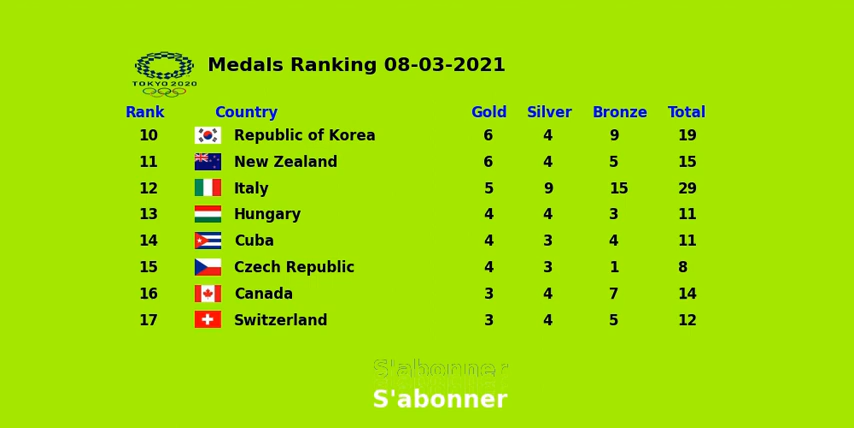 Medals Ranking 08-03-2021
TOKYO 2020
Rank Country Gold Silver Bronze Total
10 Republic of Korea 6 4 9 19
11 New Zealand 6 4 5 15
12 Italy 5 9 15 29
13 Hungary 4 4 3 11
14 Cuba 4 3 4 11
15 Czech Republic 4 3 1 8
16 Canada 3 4 7 14
17 Switzerland 3 4 5 12
S'abonner
S'abonner